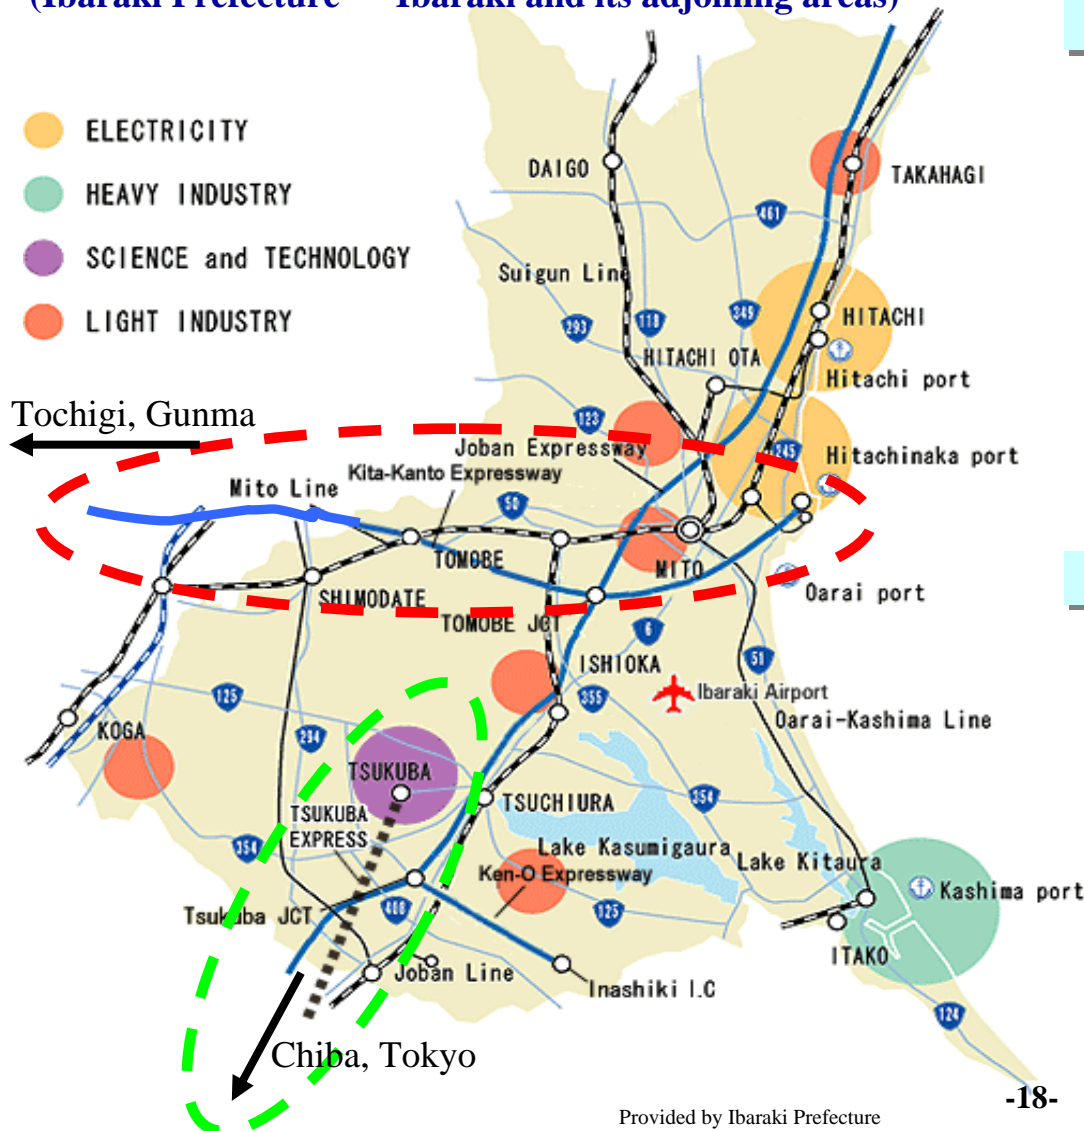 (Ibaraki Prefecture Ibaraki and its adjoining areas)
ELECTRICITY
HEAVY INDUSTRY
SCIENCE and TECHNOLOGY
LIGHT INDUSTRY
DAIGO
TAKAHAGI
461
Suigun Line
293
118
349
HITACHI
HITACHI OTA
Hitachi port
Tochigi, Gunma
123
Joban Expressway
245
Hitachinaka port
Kita-Kanto Expressway
Mito Line
50
TOMOBE
MITO
SHIMODATE
Oarai port
TOMOBE JCT
6
51
ISHIOKA
125
355
Ibaraki Airport
Oarai-Kashima Line
KOGA
294
TSUKUBA
TSUCHIURA
354
TSUKUBA
EXPRESS
354
Lake Kasumigaura
Lake Kitaura
Ken-O Expressway
Kashima port
Tsukuba JCT
408
125
ITAKO
Joban Line
Inashiki I.C
124
Chiba, Tokyo
-18-
Provided by Ibaraki Prefecture